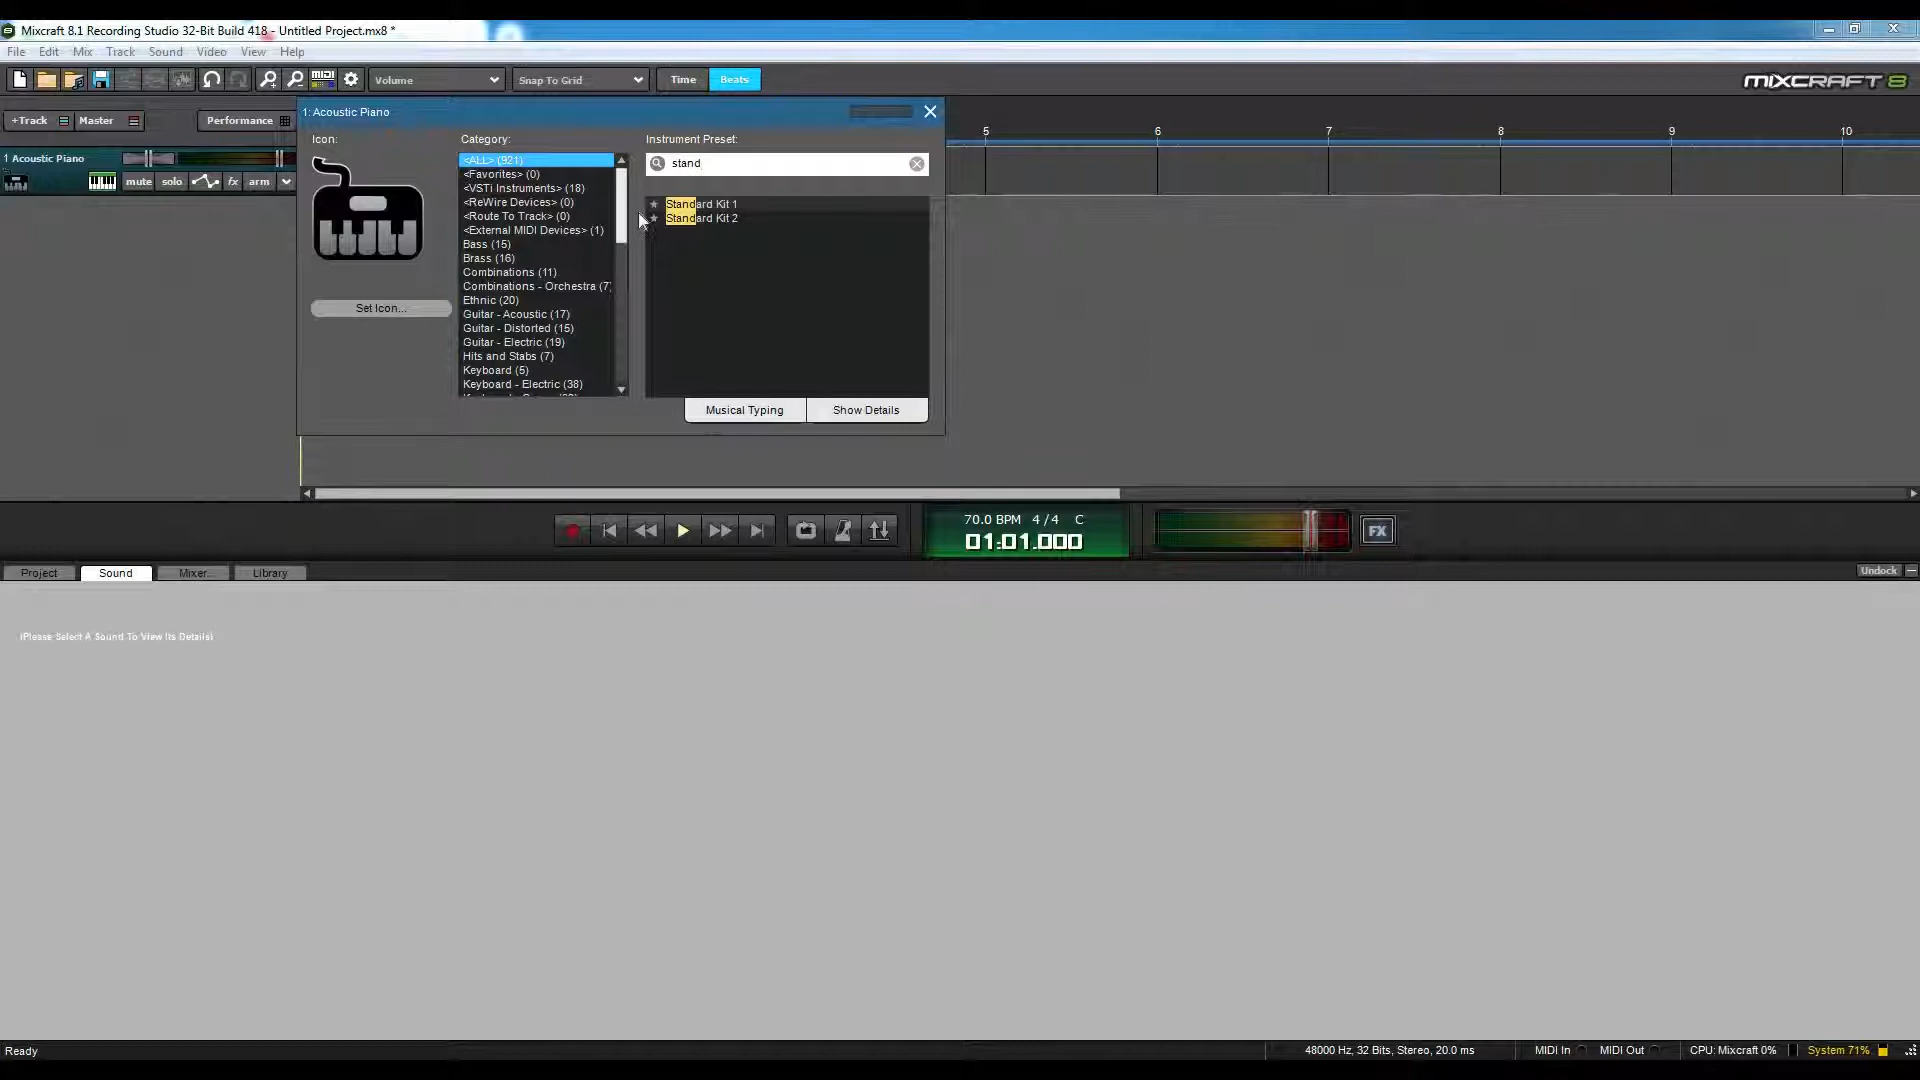 Mixcraft 8.1 Recording Studio 32-Bit Build 418 - Untitled Project.mx8 *
File Edit Mix Track Sound Video View Help
MIDI Volume Snap To Grid Time Beats MIXCRAFT 8
+Track Master Performance
1: Acoustic Piano
Icon: Category: Instrument Preset:
5 6 7 8 9 10
1 Acoustic Piano
mute solo fx arm
<ALL> (921)
<Favorites> (0)
<VSTi Instruments> (18)
<ReWire Devices> (0)
<Route To Track> (0)
<External MIDI Devices> (1)
Bass (15)
Brass (16)
Combinations (11)
Combinations - Orchestra (7)
Ethnic (20)
Guitar - Acoustic (17)
Guitar - Distorted (15)
Guitar - Electric (19)
Hits and Stabs (7)
Keyboard (5)
Keyboard - Electric (38)
stand
Standard Kit 1
Standard Kit 2
Set Icon...
Musical Typing Show Details
70.0 BPM 4/4 C
01:01.000
FX
Project Sound Mixer... Library Undock
(Please Select A Sound To View Its Details)
Ready 48000 Hz, 32 Bits, Stereo, 20.0 ms MIDI In MIDI Out CPU: Mixcraft 0% System 71%